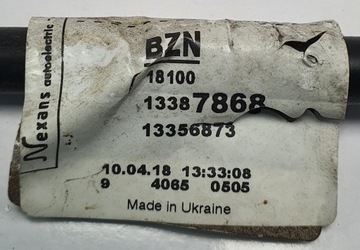 Nexans autoelectric
BZN
18100
13387868
13356873
10.04.18 13:33:08
9 4065 0505
Made in Ukraine